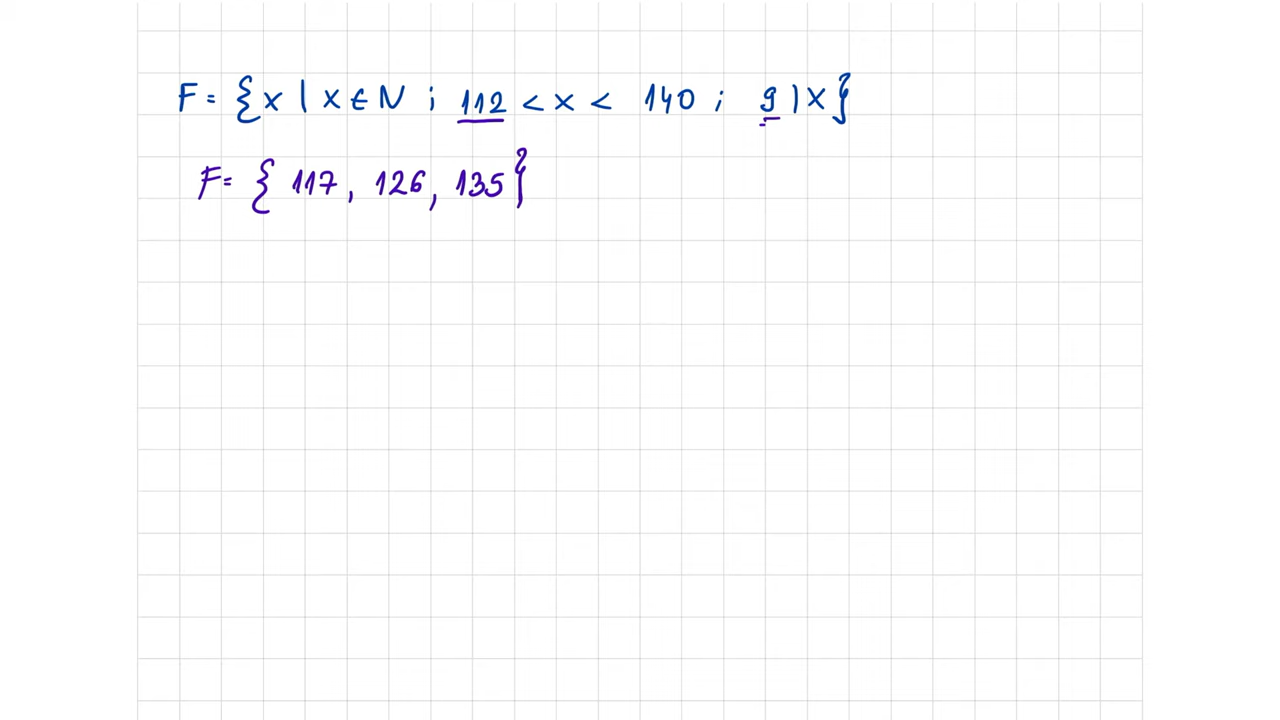 F = {x | x ∈ N ; 112 < x < 140 ; 9 | x}
F = { 117 , 126 , 135}